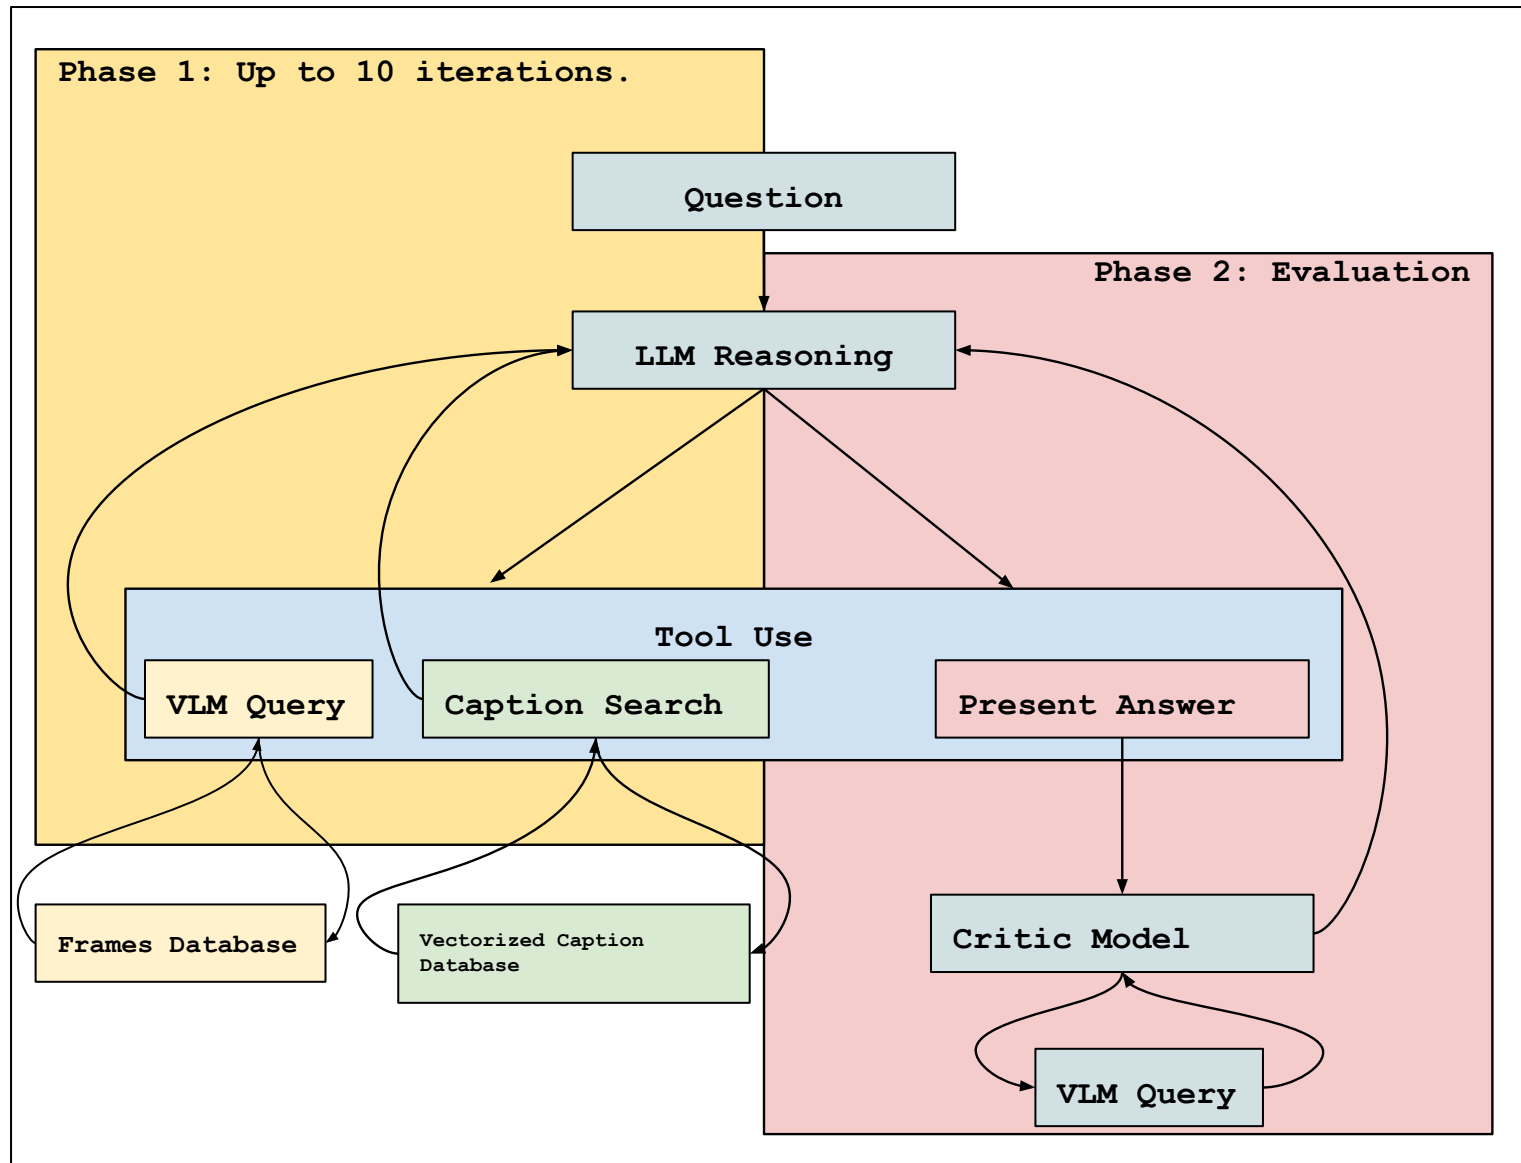 Phase 1: Up to 10 iterations.
Question
Phase 2: Evaluation
LLM Reasoning
Tool Use
VLM Query
Caption Search
Present Answer
Frames Database
Vectorized Caption
Database
Critic Model
VLM Query